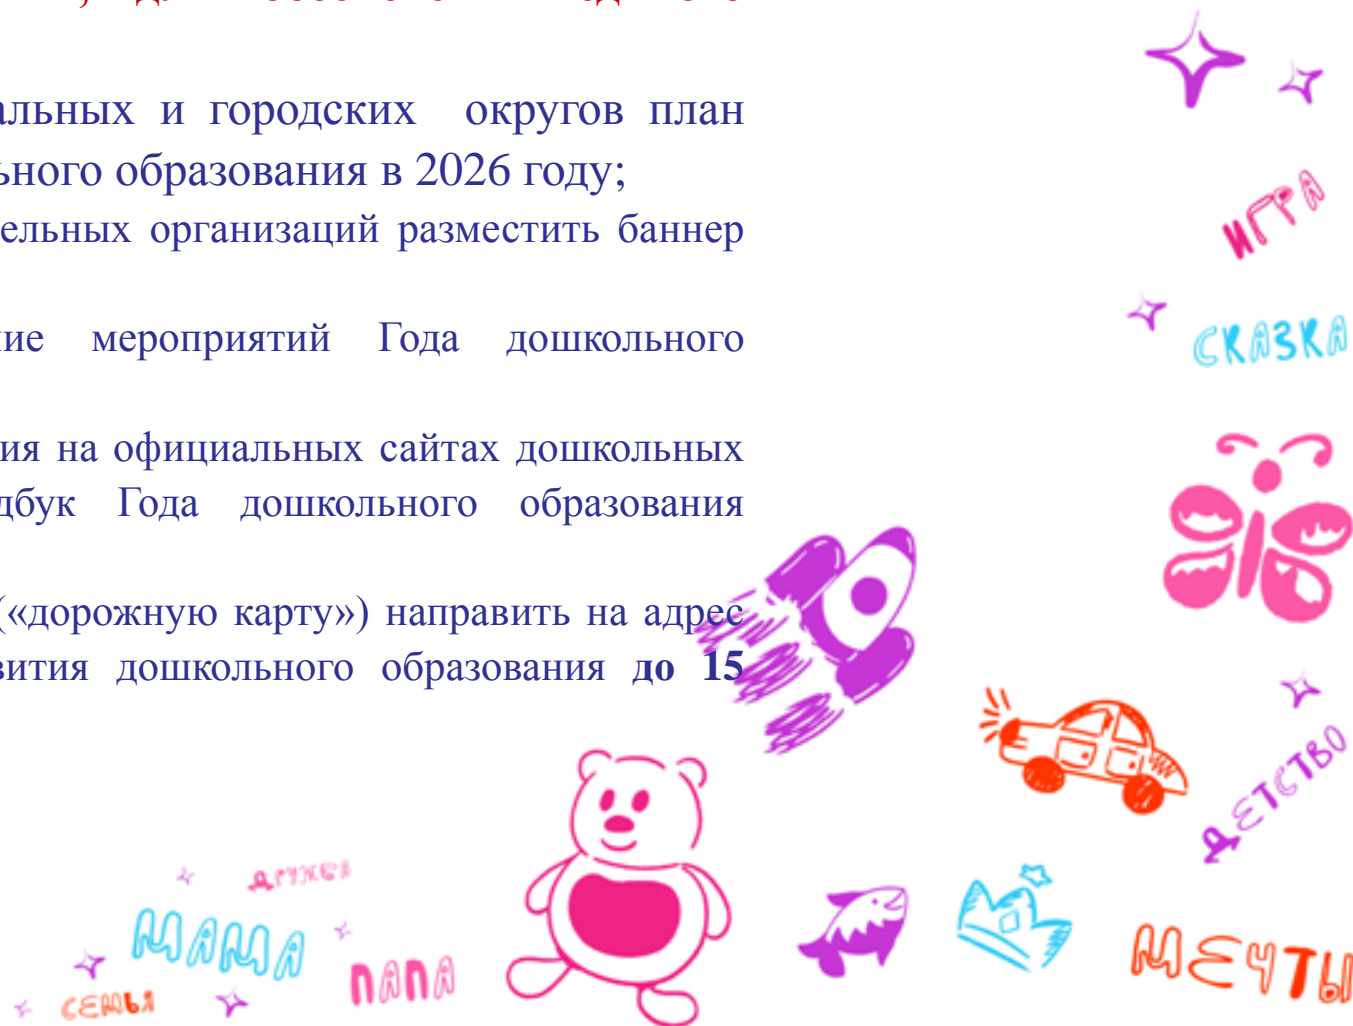 альных и городских округов план
ьного образования в 2026 году;
ельных организаций разместить баннер
ие мероприятий Года дошкольного
ия на официальных сайтах дошкольных
дбук Года дошкольного образования
(«дорожную карту») направить на адрес
вития дошкольного образования до 15
ИГРА
СКАЗКА
ДЕТСТВО
ДРУЖБА
МАМА
ПАПА
СЕМЬЯ
МЕЧТЫ